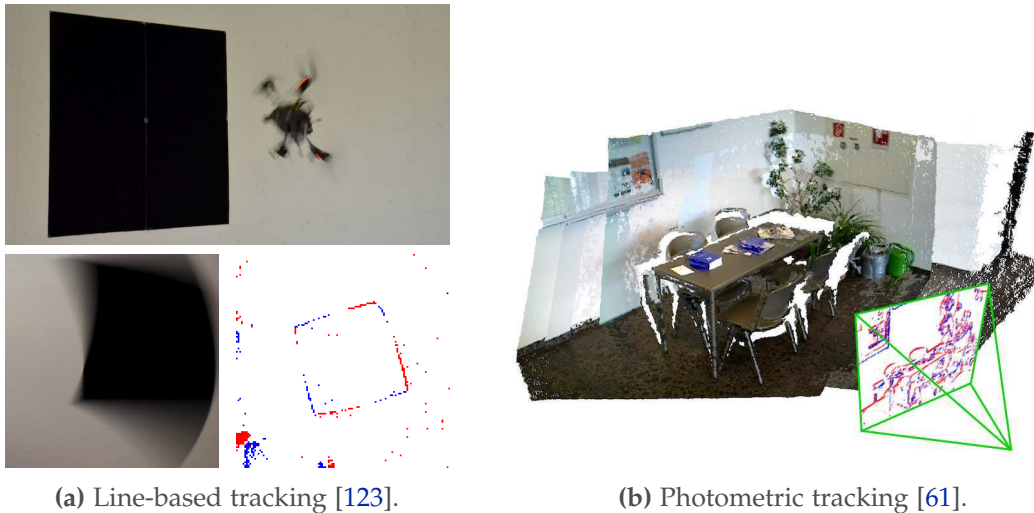 (a) Line-based tracking [123].
(b) Photometric tracking [61].